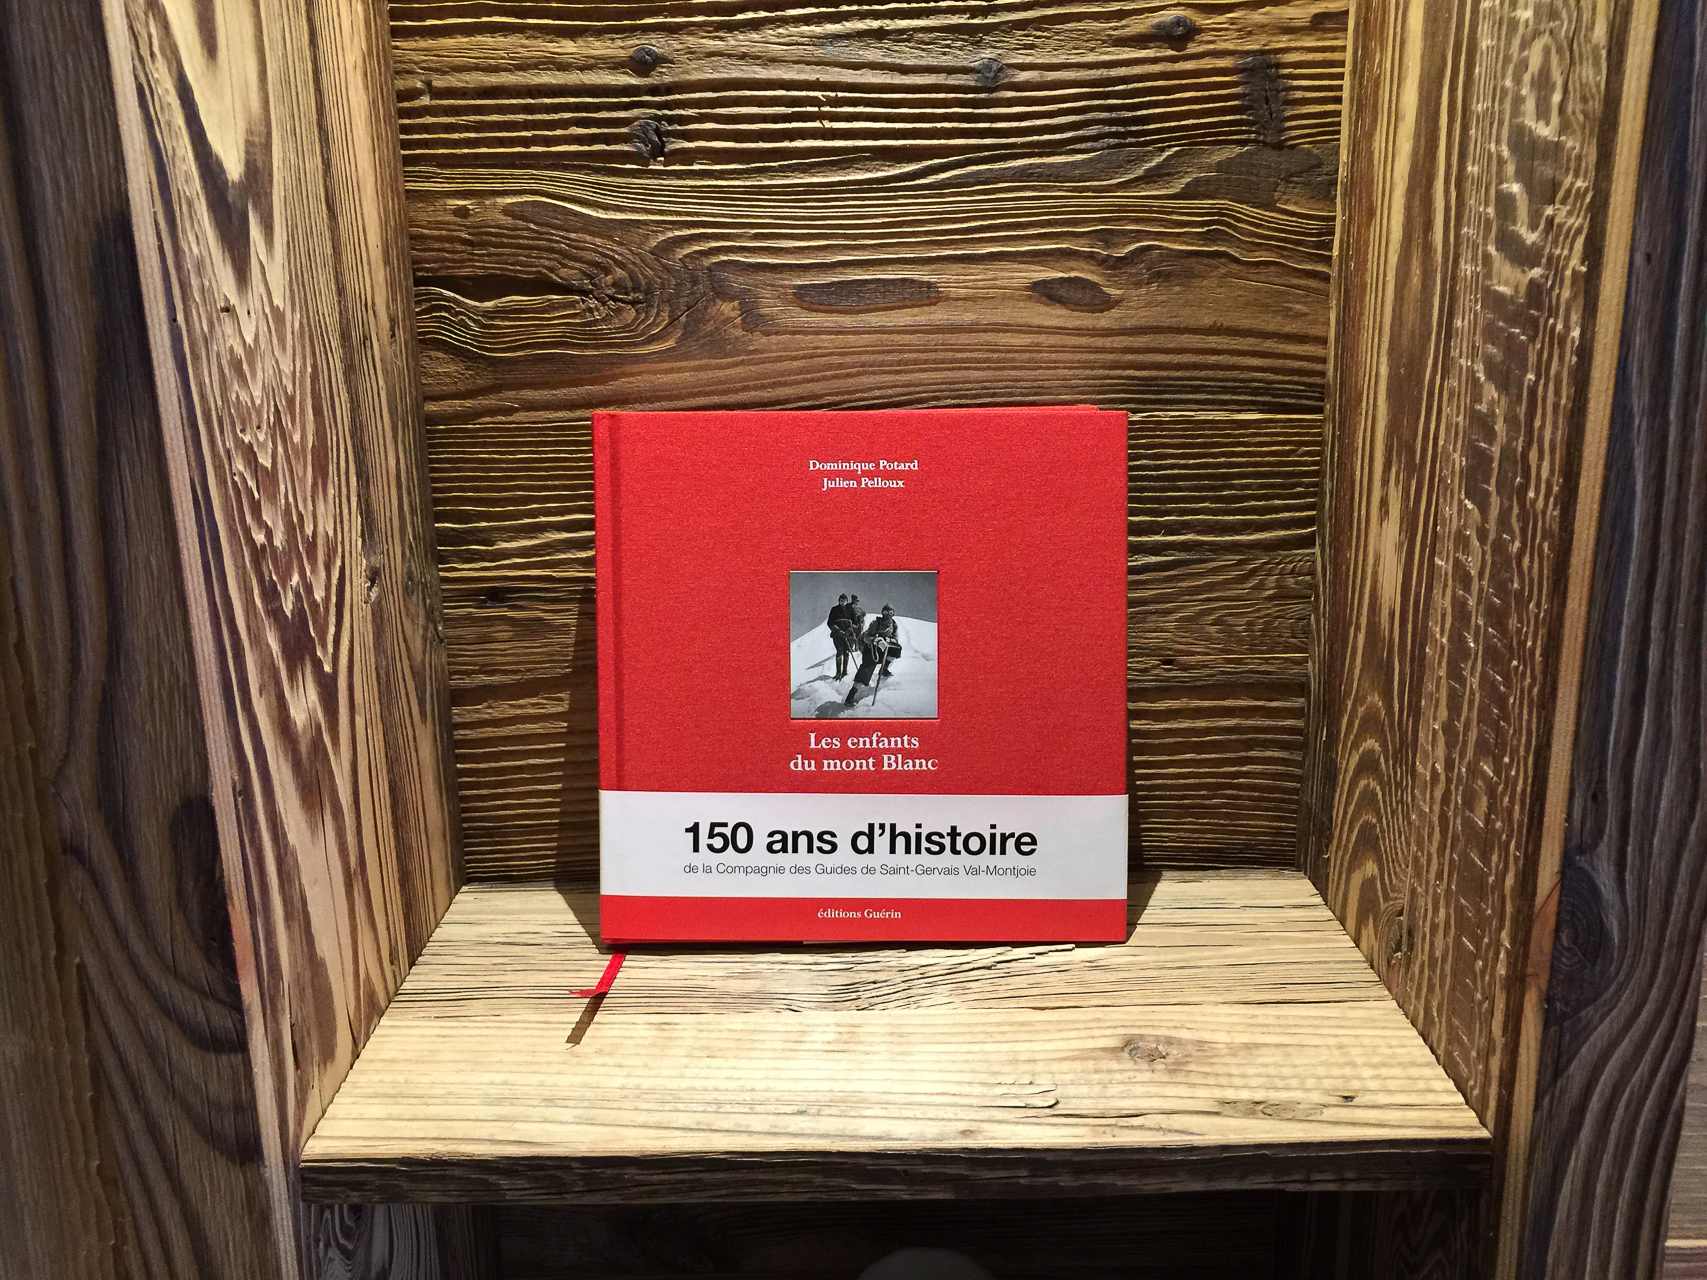 Dominique Potard
Julien Pelloux
Les enfants
du mont Blanc
150 ans d’histoire
de la Compagnie des Guides de Saint-Gervais Val-Montjoie
éditions Guérin